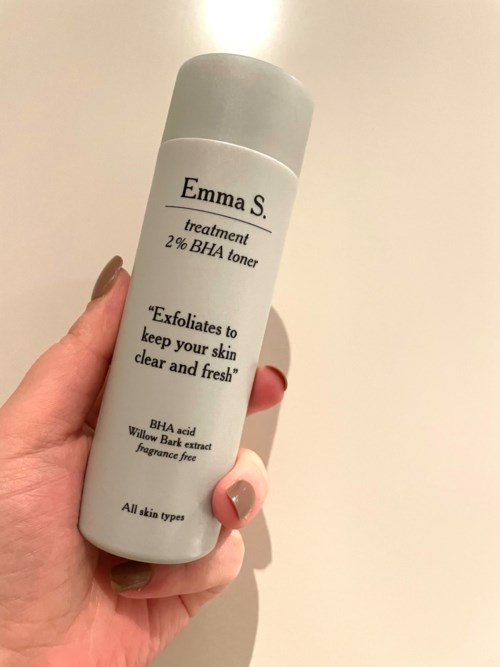 Emma S.
treatment
2% BHA toner
“Exfoliates to
keep your skin
clear and fresh”
BHA acid
Willow Bark extract
fragrance free
All skin types